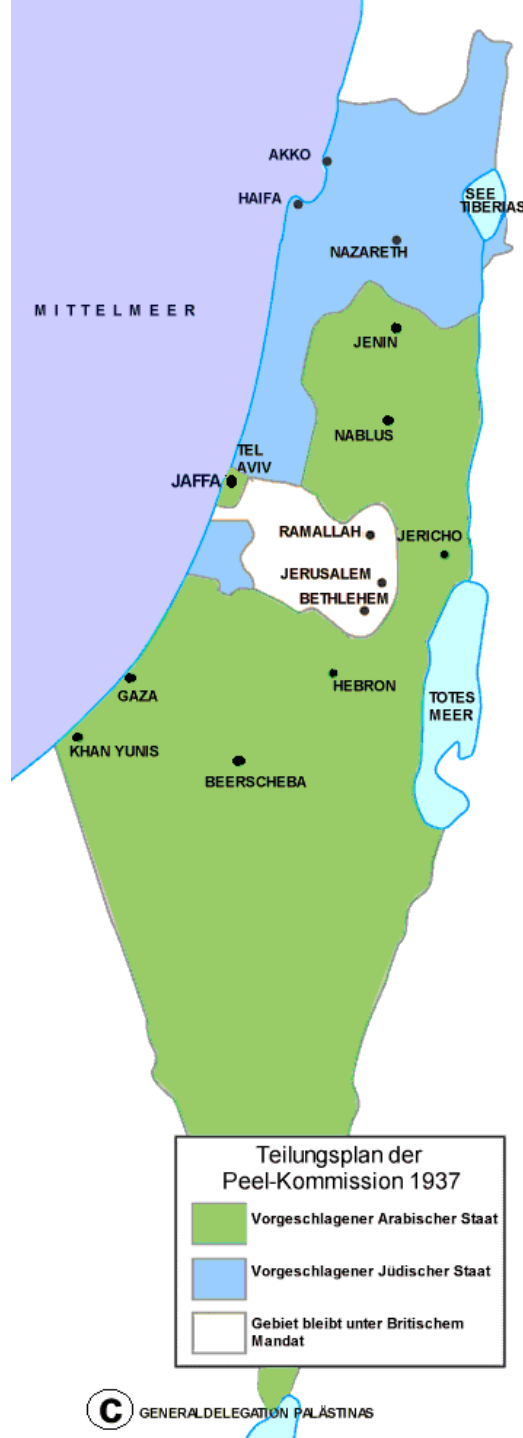 AKKO
HAIFA
SEE
TIBERIAS
NAZARETH
MITTELMEER
JENIN
NABLUS
TEL
AVIV
JAFFA
RAMALLAH
JERICHO
JERUSALEM
BETHLEHEM
HEBRON
TOTES
MEER
GAZA
KHAN YUNIS
BEERSCHEBA
Teilungsplan der
Peel-Kommission 1937
Vorgeschlagener Arabischer Staat
Vorgeschlagener Jüdischer Staat
Gebiet bleibt unter Britischem
Mandat
C GENERALDELEGATION PALÄSTINAS